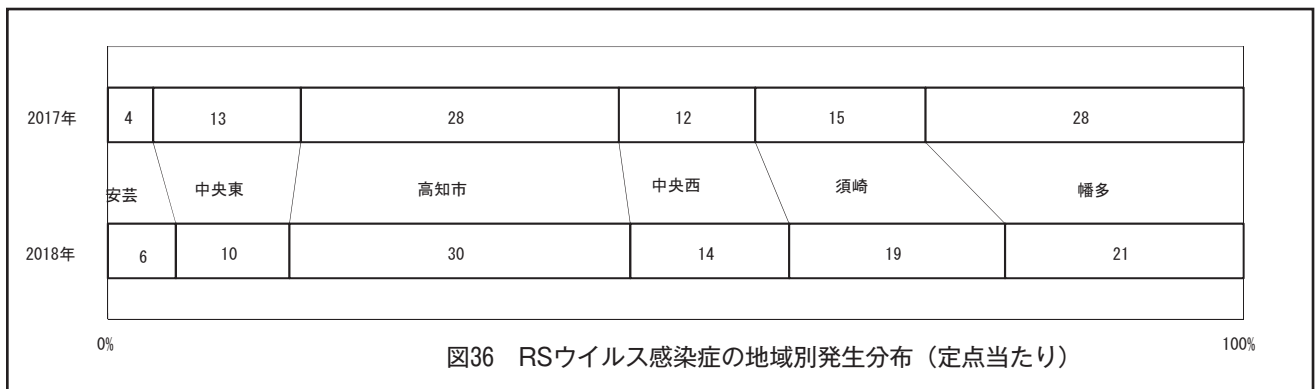 2017年 4 13 28 12 15 28
安芸 中央東 高知市 中央西 須崎 幡多
2018年 6 10 30 14 19 21
0% 100%
図36 RSウイルス感染症の地域別発生分布（定点当たり）